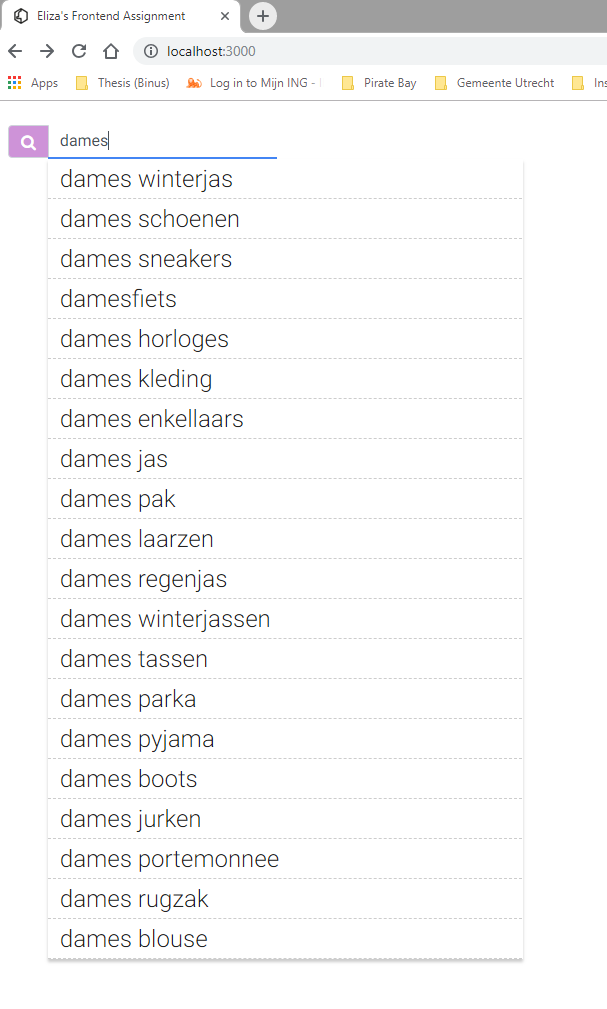 Eliza's Frontend Assignment
localhost:3000
Apps Thesis (Binus) Log in to Mijn ING - Pirate Bay Gemeente Utrecht Ins
dames
dames winterjas
dames schoenen
dames sneakers
damesfiets
dames horloges
dames kleding
dames enkellaars
dames jas
dames pak
dames laarzen
dames regenjas
dames winterjassen
dames tassen
dames parka
dames pyjama
dames boots
dames jurken
dames portemonnee
dames rugzak
dames blouse